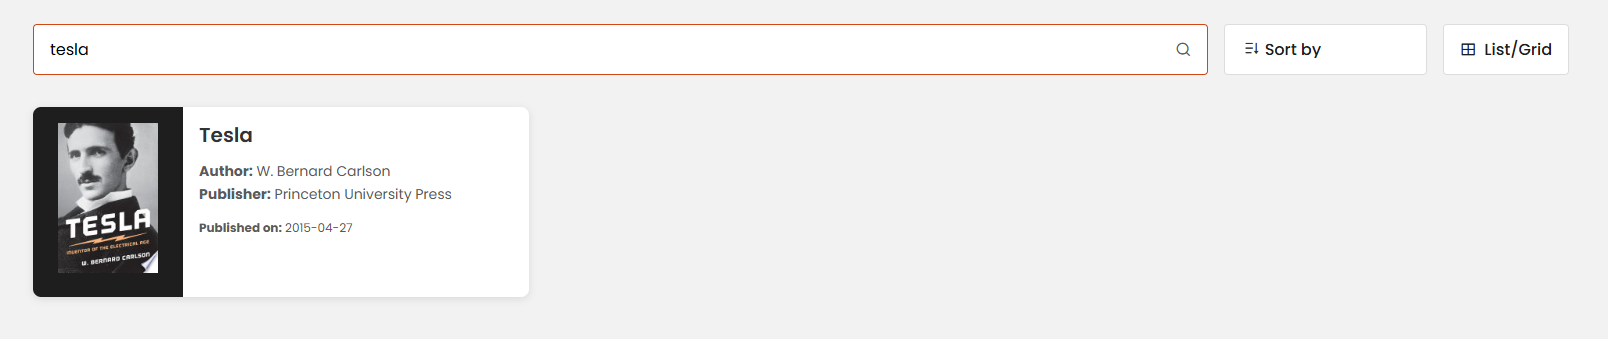 tesla
Sort by
List/Grid
TESLA
INVENTOR OF THE ELECTRICAL AGE
W. BERNARD CARLSON
Tesla
Author: W. Bernard Carlson
Publisher: Princeton University Press
Published on: 2015-04-27